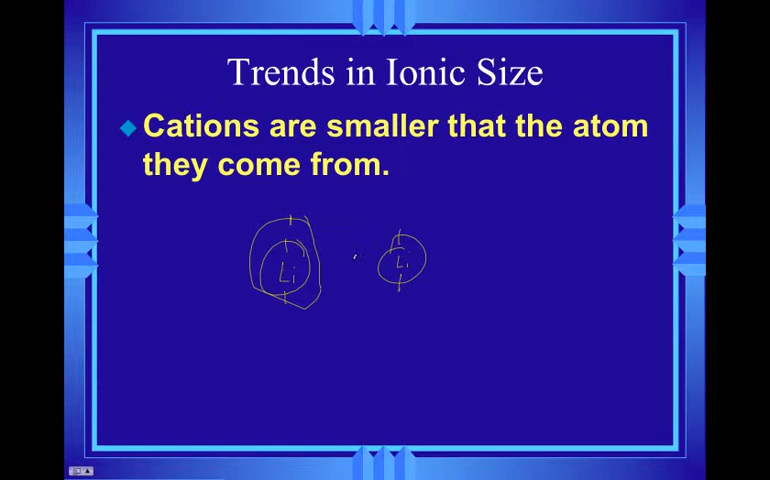 Trends in Ionic Size
Cations are smaller that the atom
they come from.
Li Li